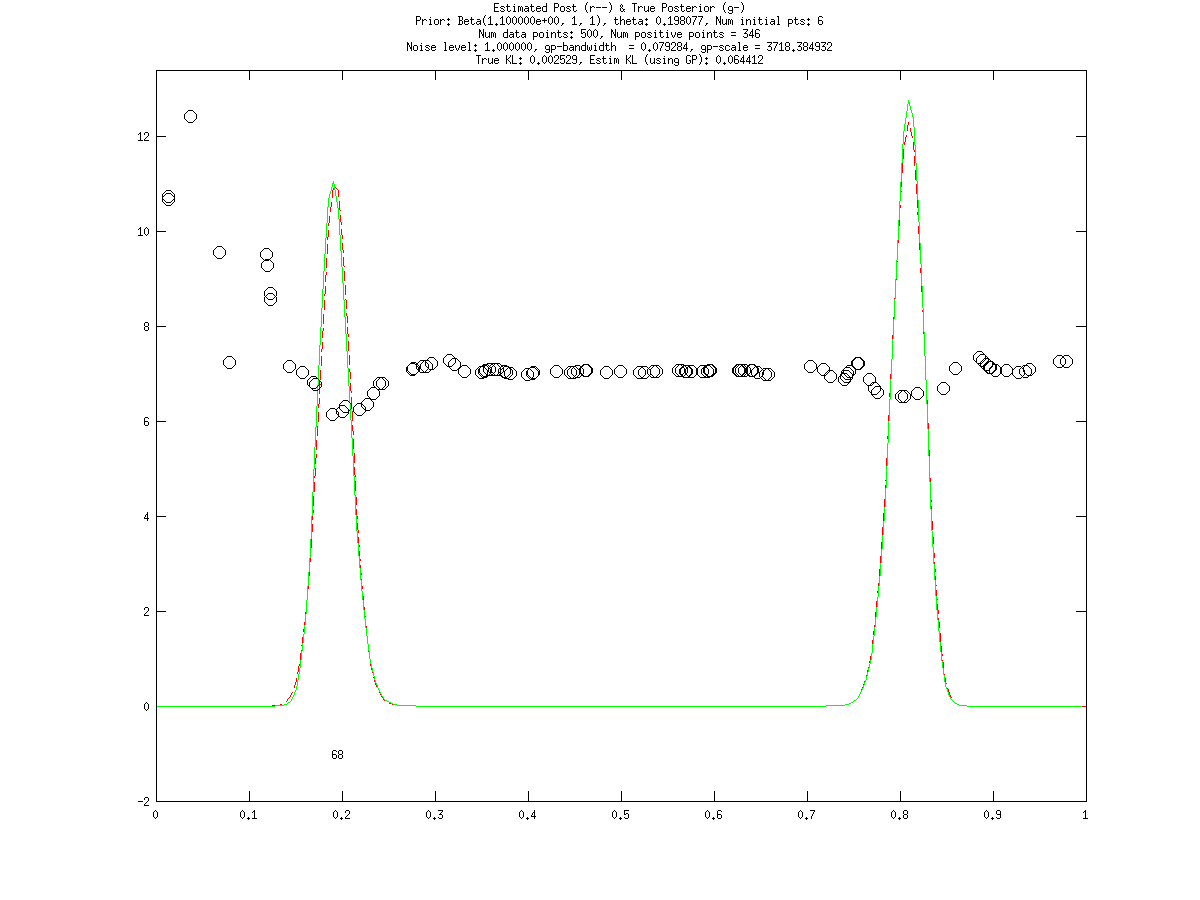 Estimated Post (r--) & True Posterior (g-)
Prior: Beta(1.100000e+00, 1, 1), theta: 0.198077, Num initial pts: 6
Num data points: 500, Num positive points = 346
Noise level: 1.000000, gp-bandwidth  = 0.079284, gp-scale = 3718.384932
True KL: 0.002529, Estim KL (using GP): 0.064412
12
10
8
6
4
2
0
68
-2
0 0.1 0.2 0.3 0.4 0.5 0.6 0.7 0.8 0.9 1